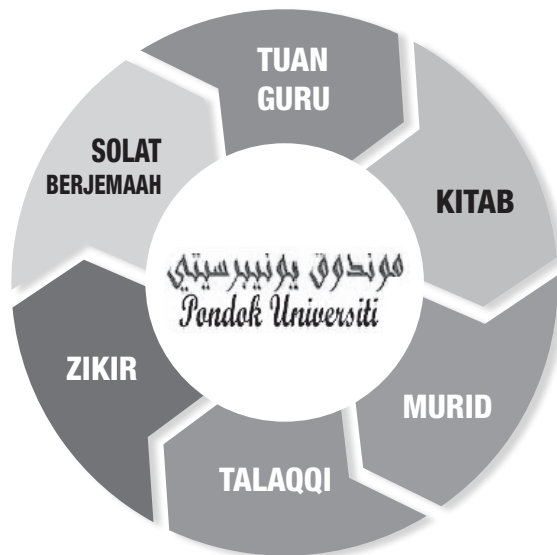 TUAN
GURU
KITAB
MURID
TALAQQI
ZIKIR
SOLAT
BERJEMAAH
ڤوندوق يونيبرسيتي
Pondok Universiti